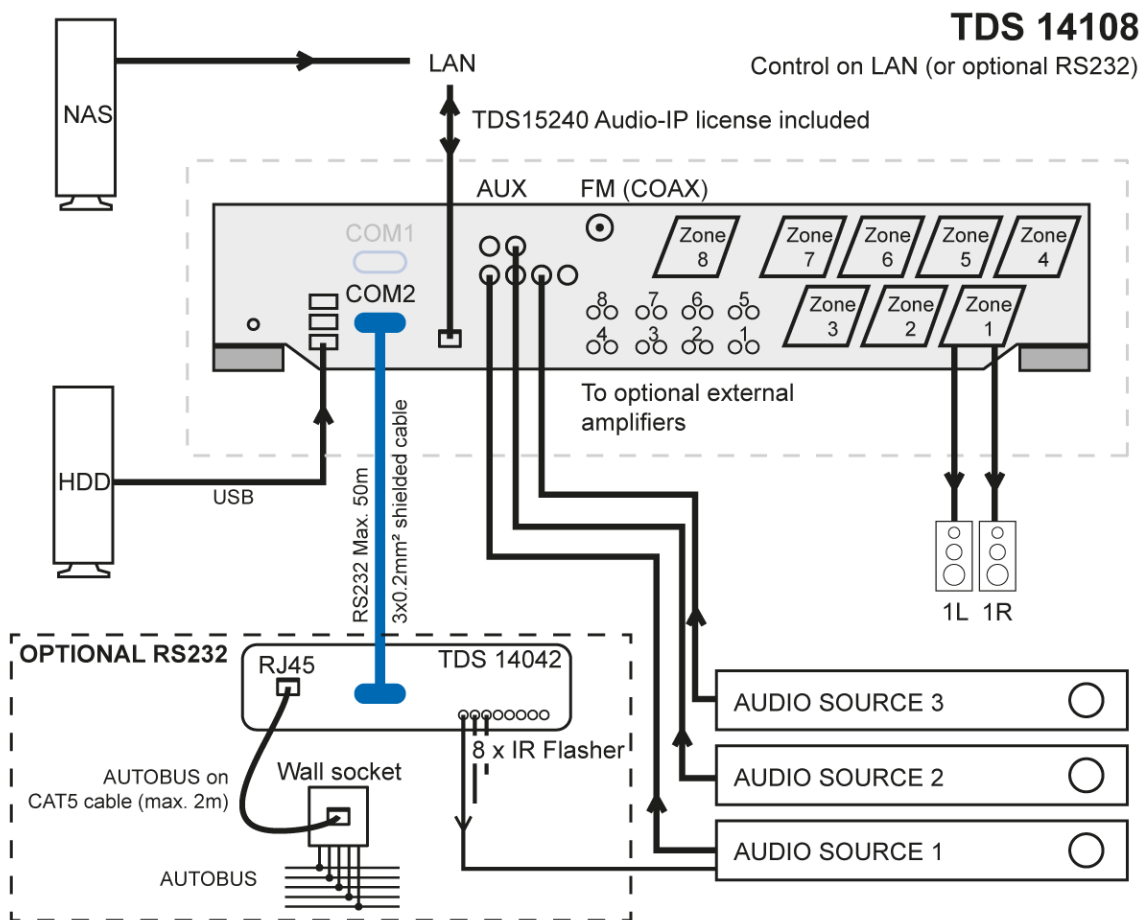 TDS 14108
Control on LAN (or optional RS232)
NAS
LAN
TDS15240 Audio-IP license included
AUX
FM (COAX)
COM1
COM2
Zone
8
Zone
7
Zone
6
Zone
5
Zone
4
8
7
6
5
4
3
2
1
Zone
3
Zone
2
Zone
1
To optional external
amplifiers
HDD
USB
RS232 Max. 50m
3x0.2mm² shielded cable
1L
1R
OPTIONAL RS232
RJ45
TDS 14042
8 x IR Flasher
Wall socket
AUTOBUS on
CAT5 cable (max. 2m)
AUTOBUS
AUDIO SOURCE 3
AUDIO SOURCE 2
AUDIO SOURCE 1